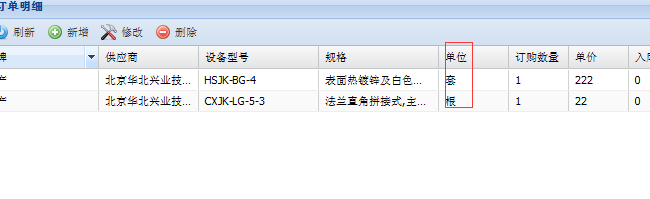 订单明细
刷新 新增 修改 删除
牌 供应商 设备型号 规格 单位 订购数量 单价 入库
产 北京华北兴业技... HSJK-BG-4 表面热镀锌及白色... 套 1 222 0
产 北京华北兴业技... CXJK-LG-5-3 法兰直角拼接式,主... 根 1 22 0